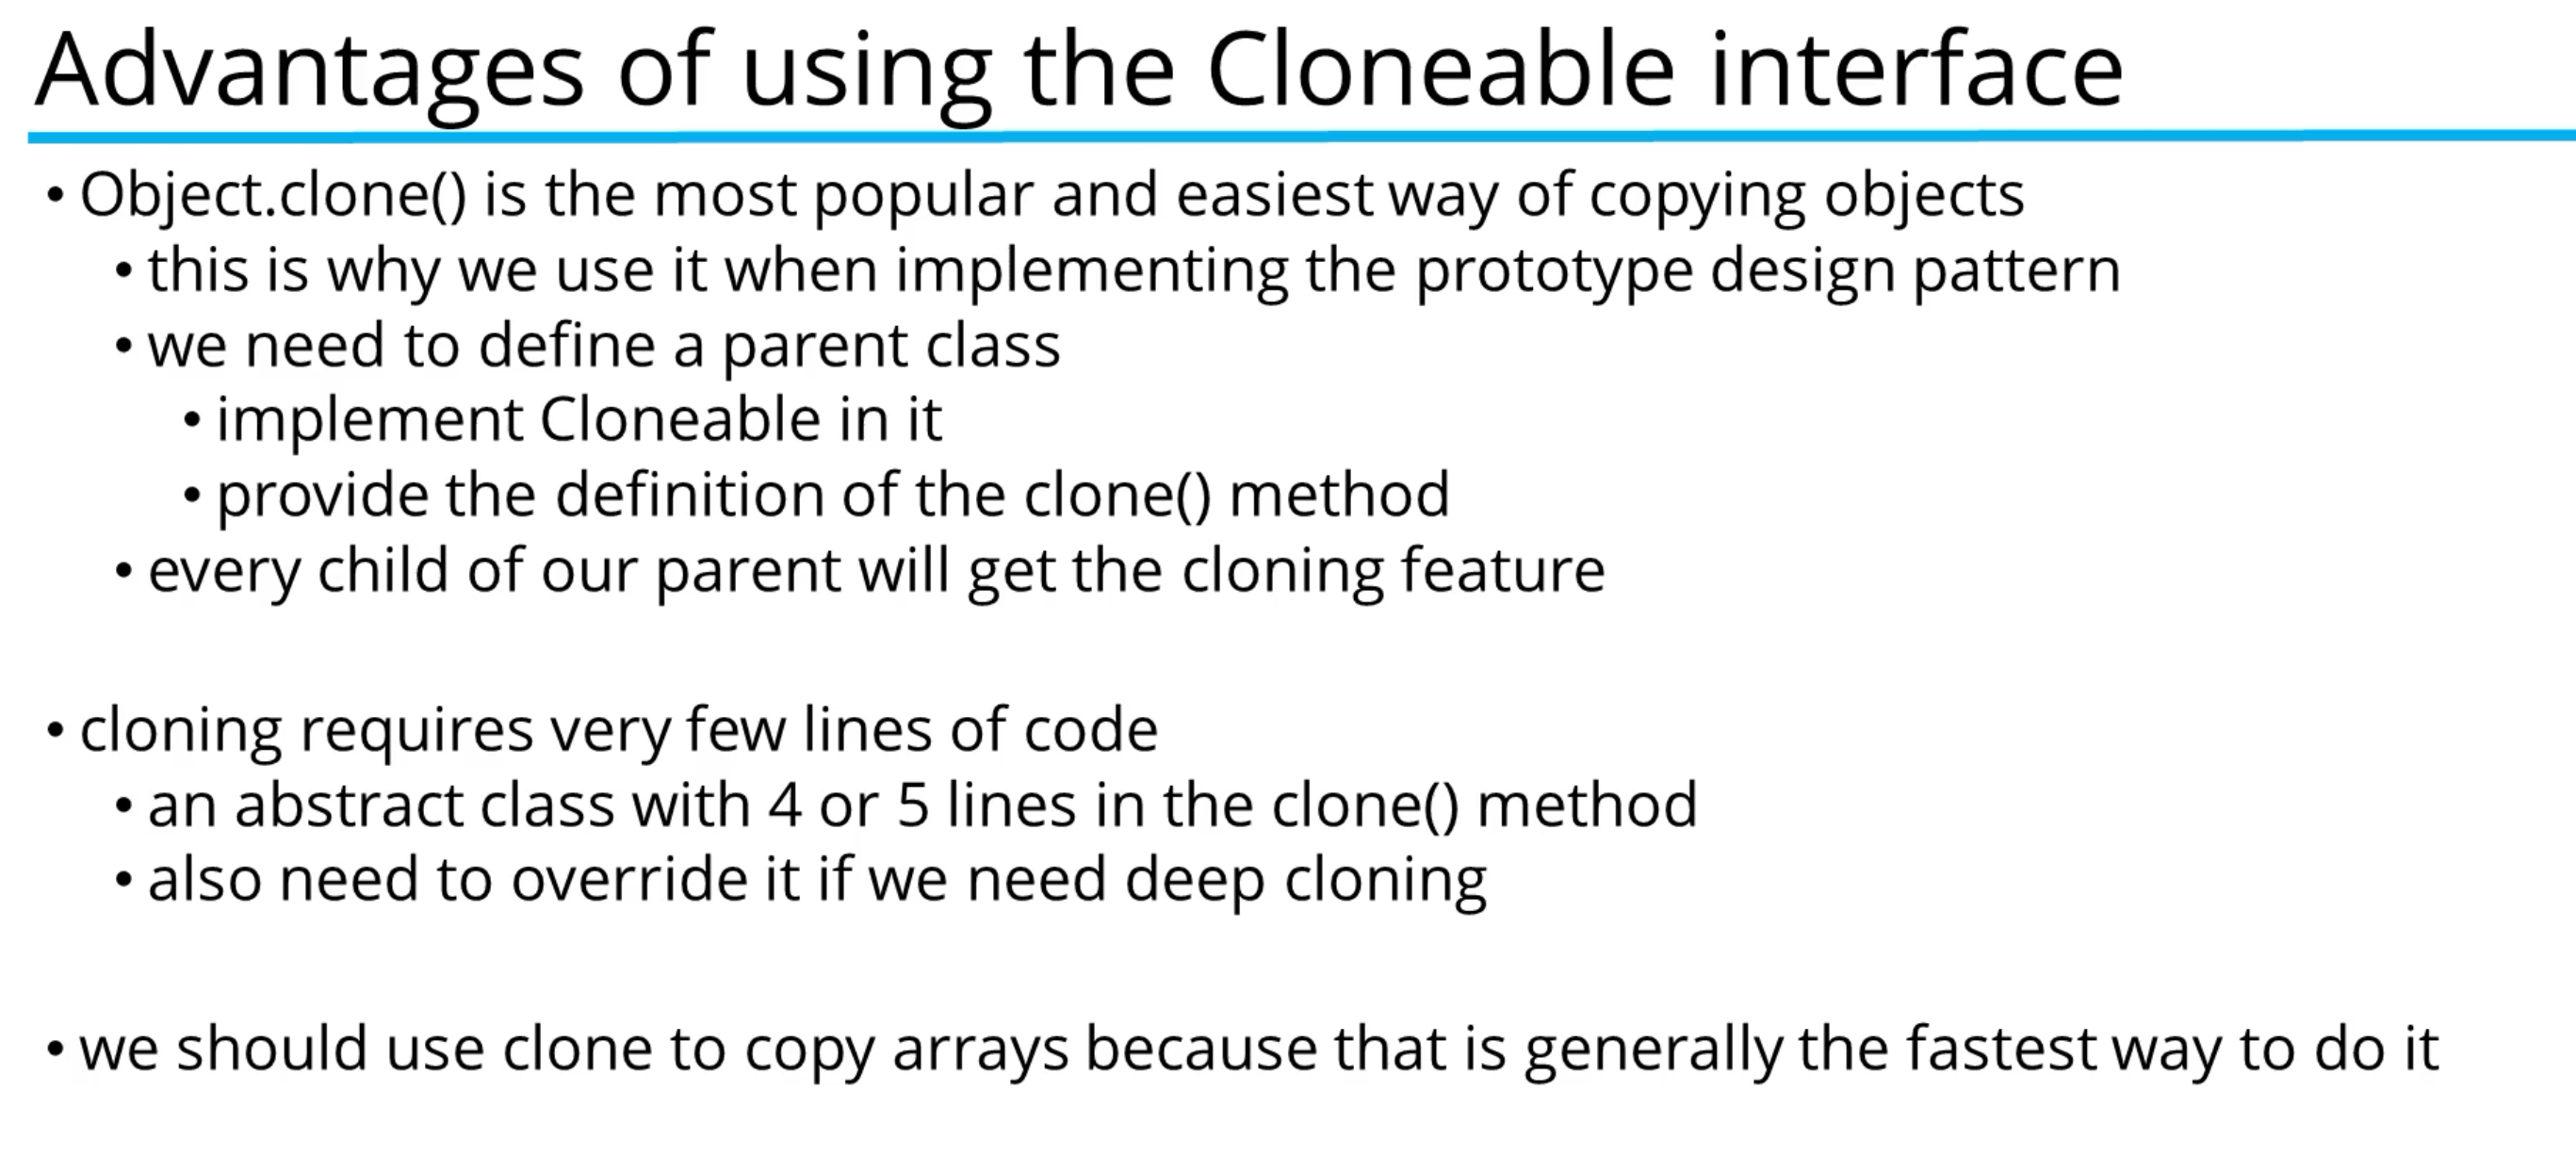 Advantages of using the Cloneable interface
• Object.clone() is the most popular and easiest way of copying objects
• this is why we use it when implementing the prototype design pattern
• we need to define a parent class
• implement Cloneable in it
• provide the definition of the clone() method
• every child of our parent will get the cloning feature
• cloning requires very few lines of code
• an abstract class with 4 or 5 lines in the clone() method
• also need to override it if we need deep cloning
• we should use clone to copy arrays because that is generally the fastest way to do it